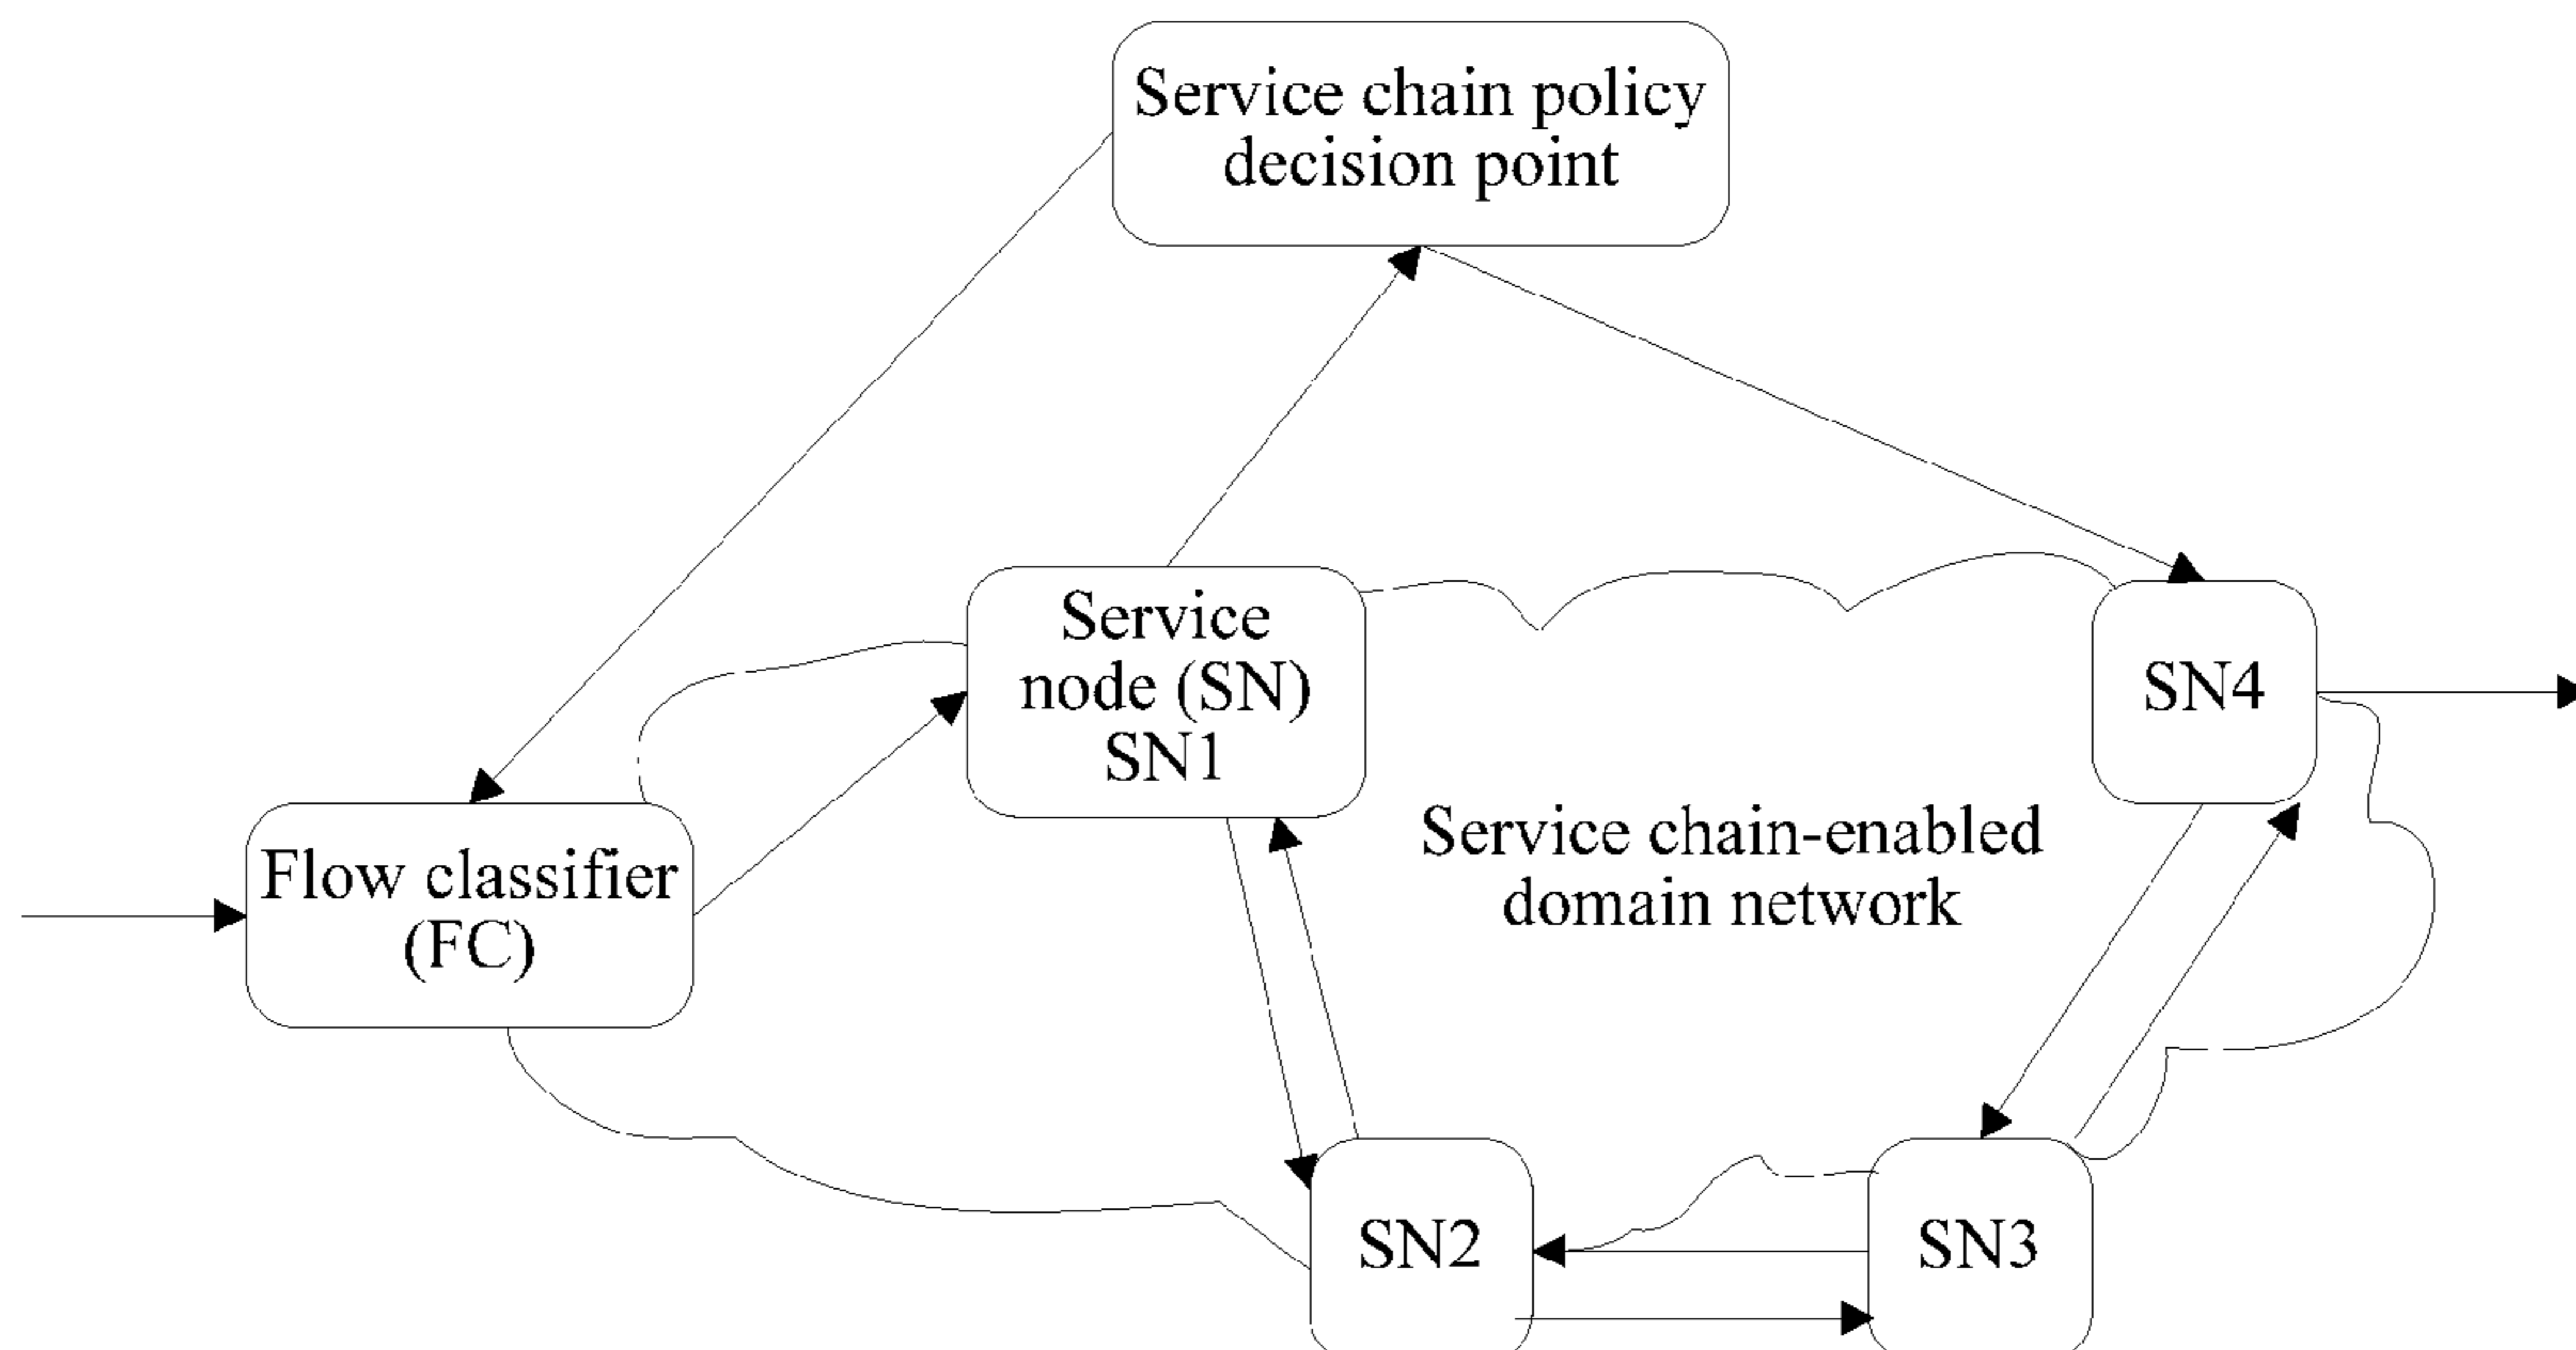 Service chain policy
decision point
Service
node (SN)
SN1
SN4
Service chain-enabled
domain network
Flow classifier
(FC)
SN2
SN3